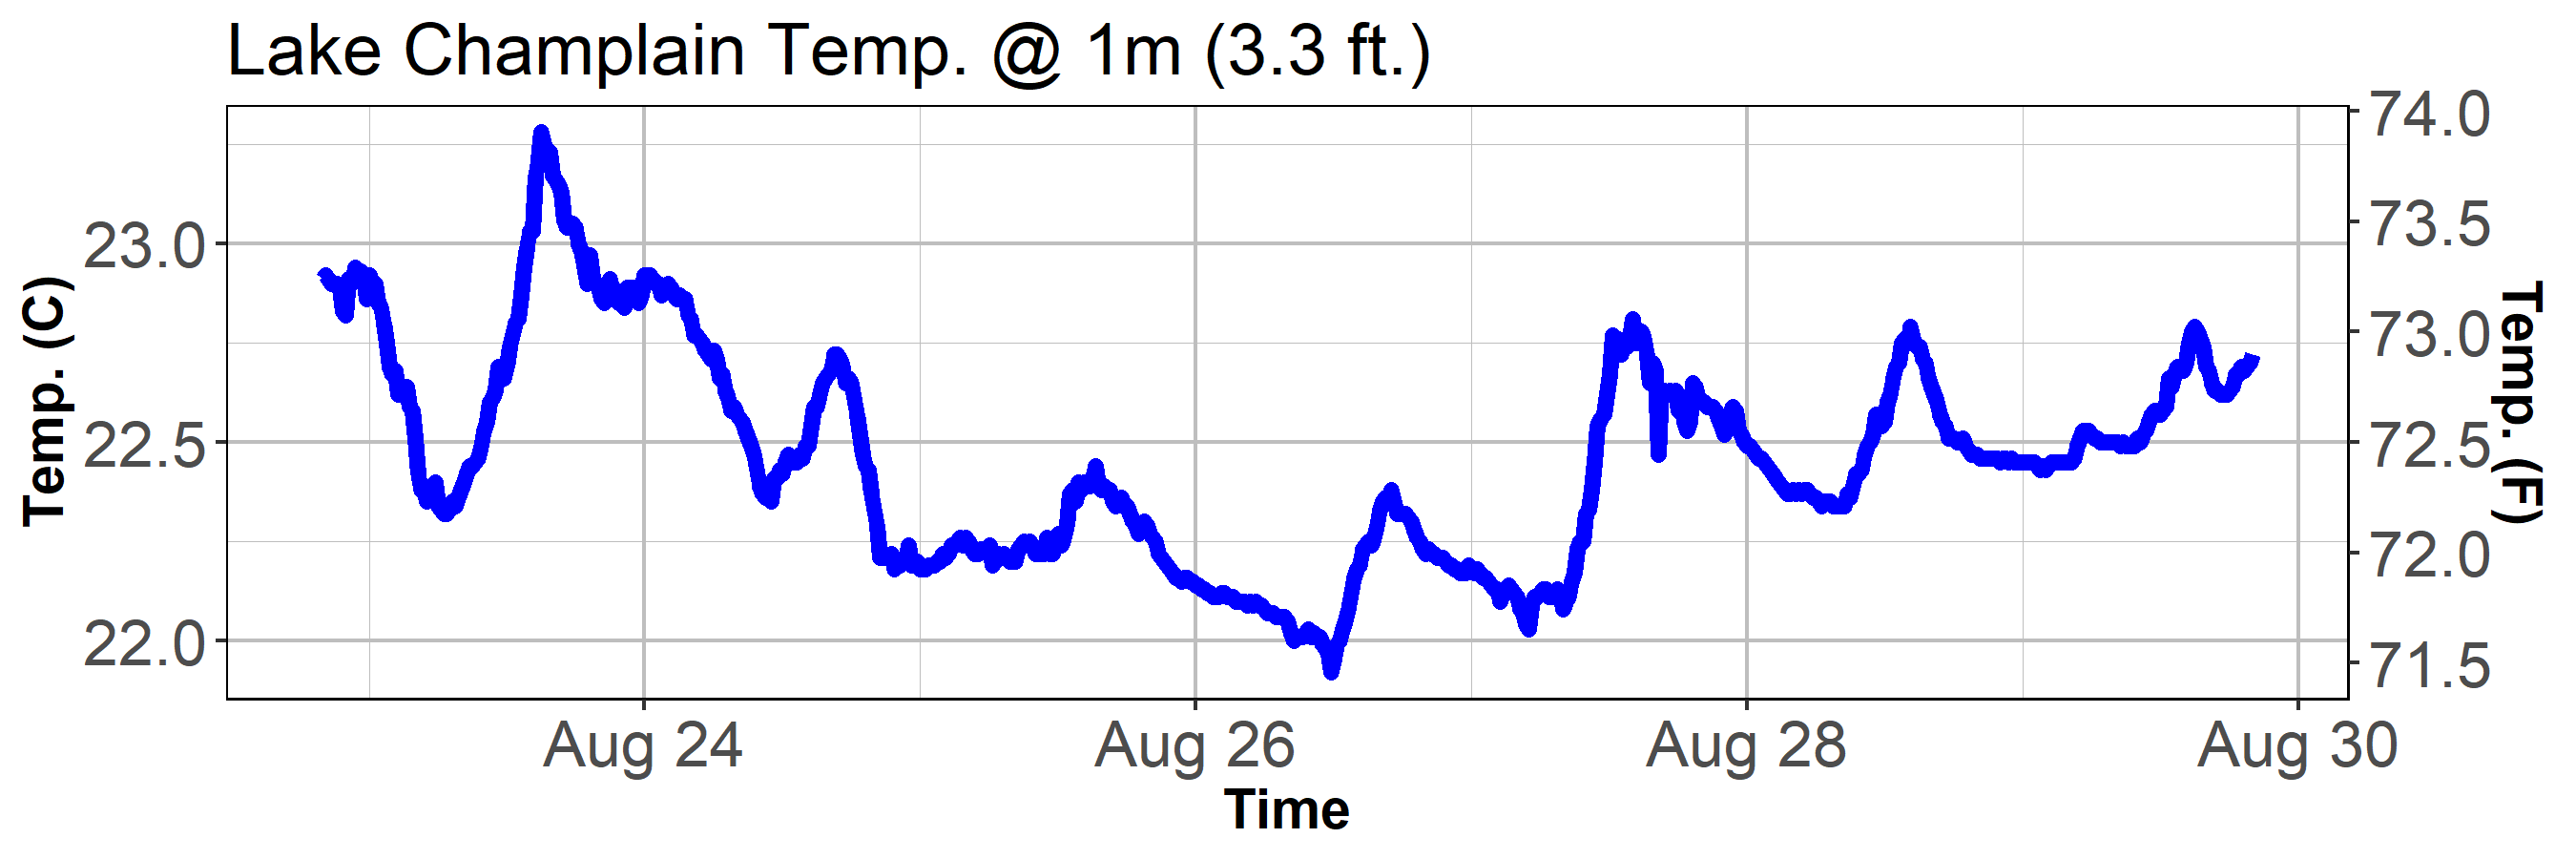 Lake Champlain Temp. @ 1m (3.3 ft.)
Temp. (C)
23.0
22.5
22.0
74.0
73.5
73.0
72.5
72.0
71.5
Temp. (F)
Aug 24
Aug 26
Aug 28
Aug 30
Time